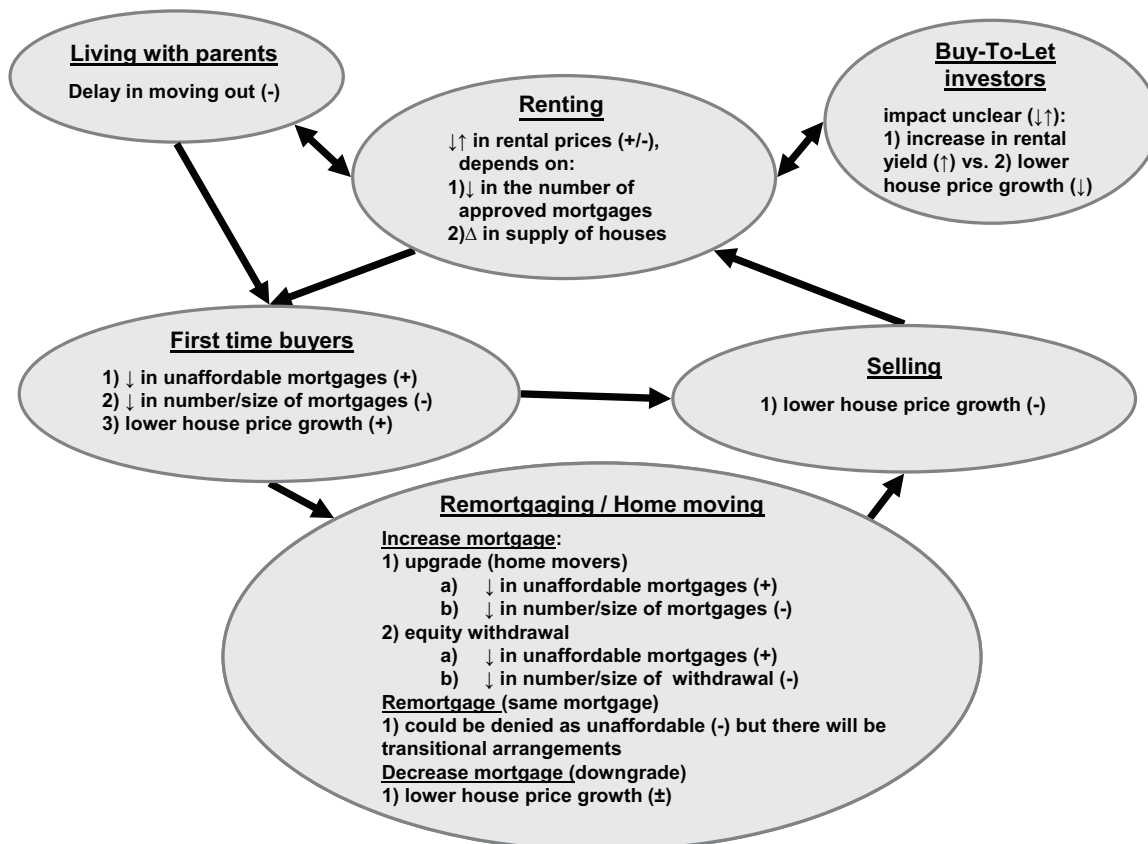 Living with parents
Delay in moving out (-)
Renting
↓↑ in rental prices (+/-),
depends on:
1)↓ in the number of
approved mortgages
2)∆ in supply of houses
Buy-To-Let
investors
impact unclear (↓↑):
1) increase in rental
yield (↑) vs. 2) lower
house price growth (↓)
First time buyers
1) ↓ in unaffordable mortgages (+)
2) ↓ in number/size of mortgages (-)
3) lower house price growth (+)
Selling
1) lower house price growth (-)
Remortgaging / Home moving
Increase mortgage:
1) upgrade (home movers)
a) ↓ in unaffordable mortgages (+)
b) ↓ in number/size of mortgages (-)
2) equity withdrawal
a) ↓ in unaffordable mortgages (+)
b) ↓ in number/size of withdrawal (-)
Remortgage (same mortgage)
1) could be denied as unaffordable (-) but there will be
transitional arrangements
Decrease mortgage (downgrade)
1) lower house price growth (±)